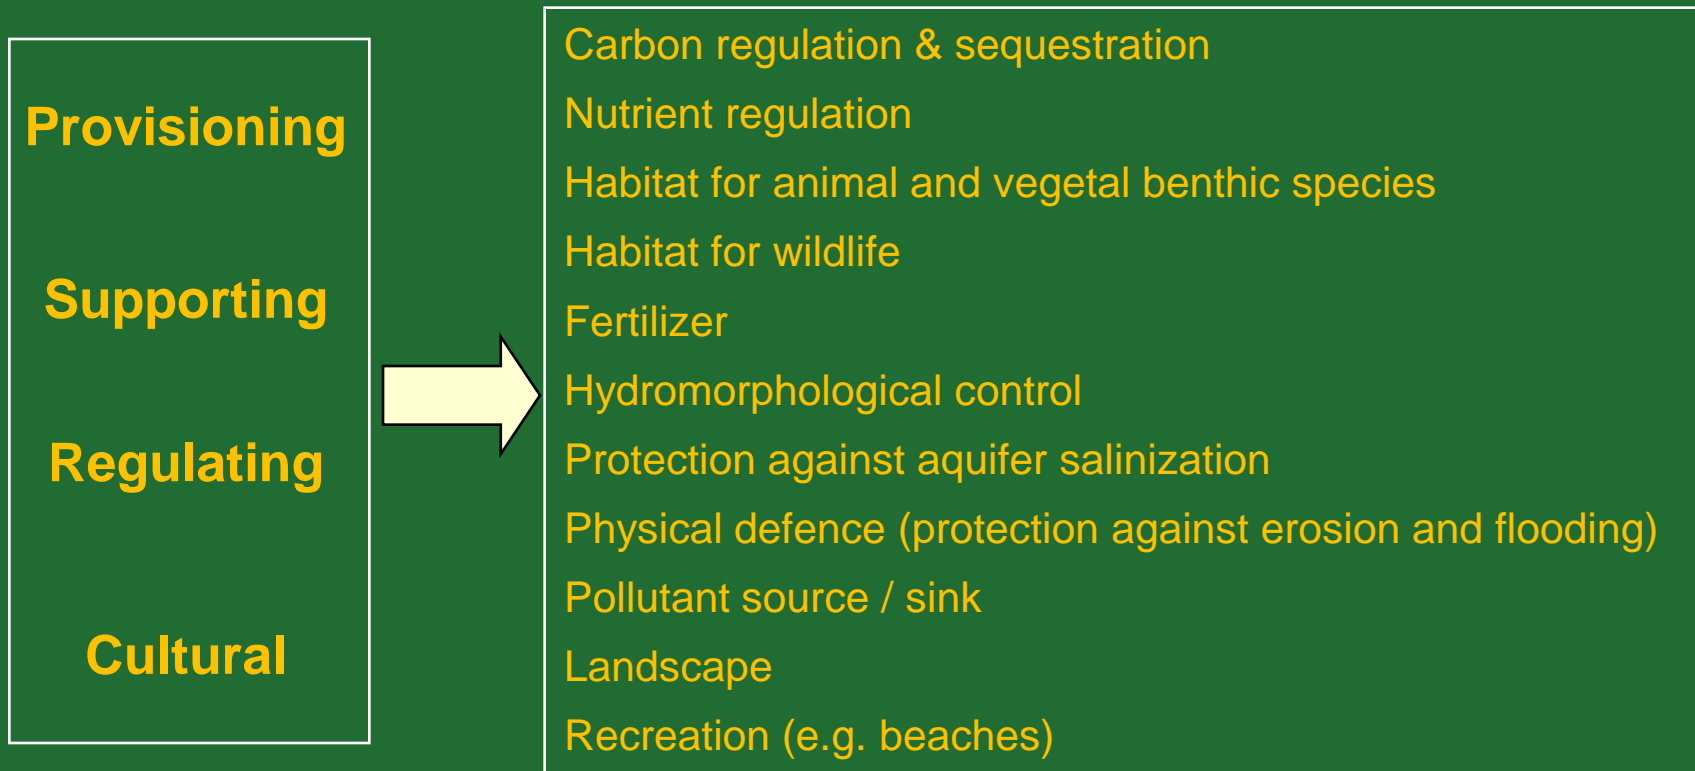 Provisioning
Supporting
Regulating
Cultural
Carbon regulation & sequestration
Nutrient regulation
Habitat for animal and vegetal benthic species
Habitat for wildlife
Fertilizer
Hydromorphological control
Protection against aquifer salinization
Physical defence (protection against erosion and flooding)
Pollutant source / sink
Landscape
Recreation (e.g. beaches)